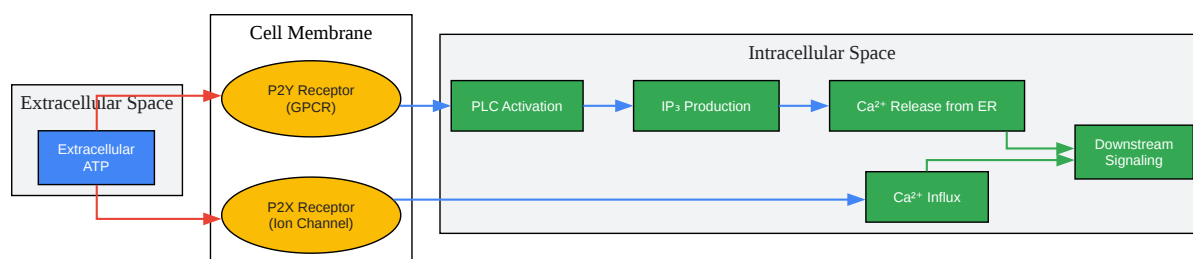 Extracellular Space
Extracellular
ATP
Cell Membrane
P2Y Receptor
(GPCR)
P2X Receptor
(Ion Channel)
Intracellular Space
PLC Activation
IP₃ Production
Ca²⁺ Release from ER
Ca²⁺ Influx
Downstream
Signaling